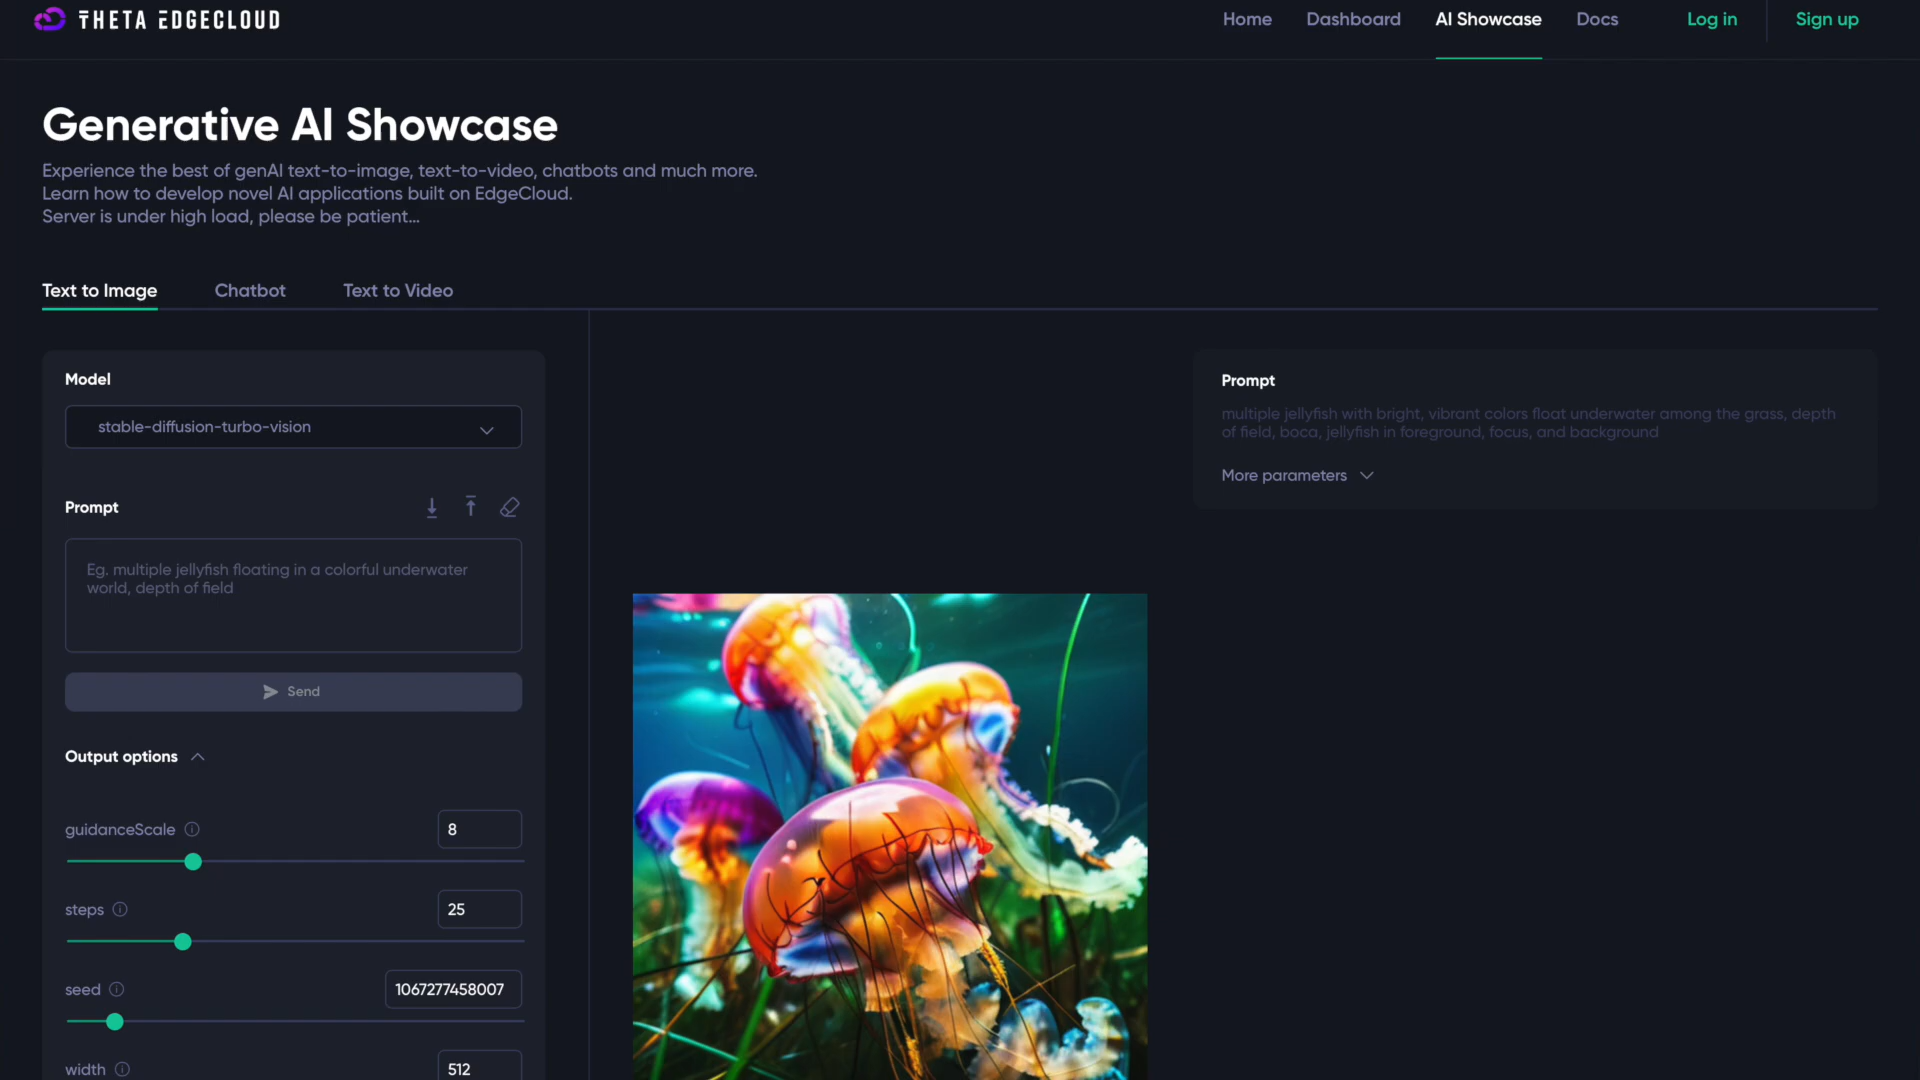 THETA EDGECLOUD
Home
Dashboard
AI Showcase
Docs
Log in
Sign up
Generative AI Showcase
Experience the best of genAI text-to-image, text-to-video, chatbots and much more.
Learn how to develop novel AI applications built on EdgeCloud.
Server is under high load, please be patient...
Text to Image
Chatbot
Text to Video
Model
stable-diffusion-turbo-vision
Prompt
Eg. multiple jellyfish floating in a colorful underwater
world, depth of field
Send
Output options
guidanceScale
8
steps
25
seed
1067277458007
width
512
Prompt
multiple jellyfish with bright, vibrant colors float underwater among the grass, depth
of field, boca, jellyfish in foreground, focus, and background
More parameters